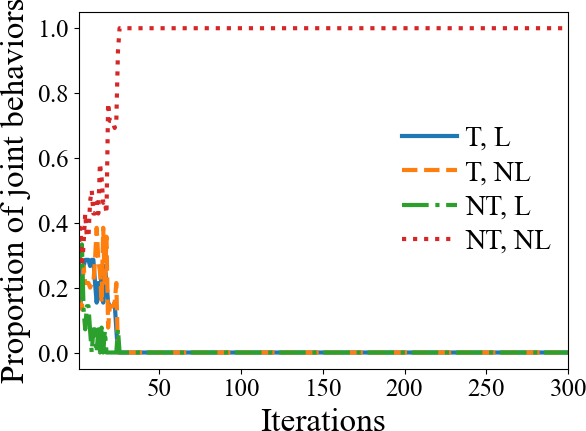 Proportion of joint behaviors
1.0
0.8
0.6
0.4
0.2
0.0
T, L
T, NL
NT, L
NT, NL
50 100 150 200 250 300
Iterations